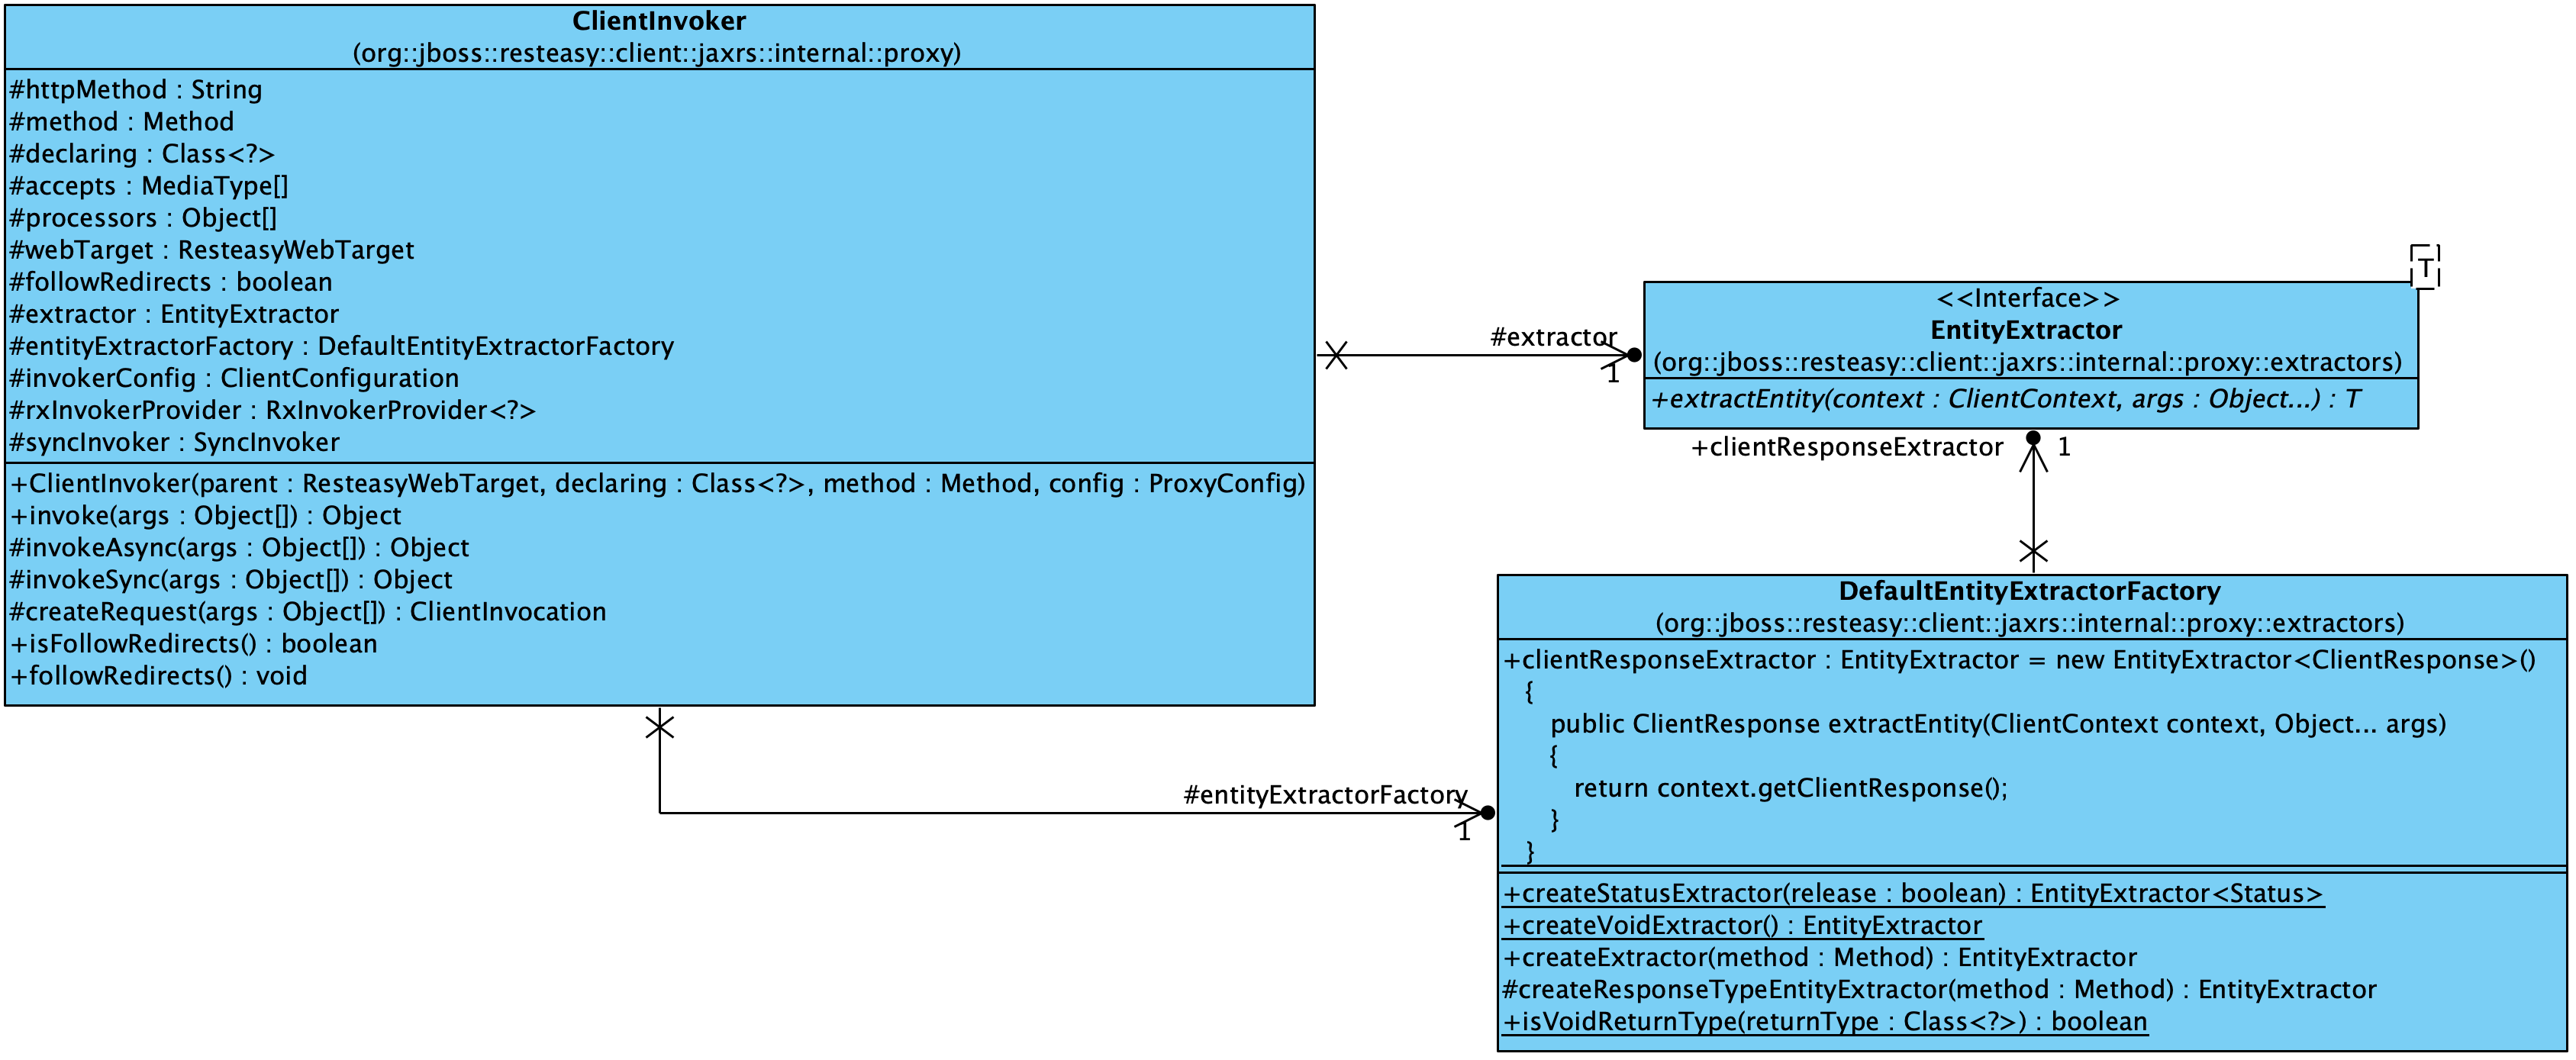 ClientInvoker
(org::jboss::resteasy::client::jaxrs::internal::proxy)
#httpMethod : String
#method : Method
#declaring : Class<?>
#accepts : MediaType[]
#processors : Object[]
#webTarget : ResteasyWebTarget
#followRedirects : boolean
#extractor : EntityExtractor
#entityExtractorFactory : DefaultEntityExtractorFactory
#invokerConfig : ClientConfiguration
#rxInvokerProvider : RxInvokerProvider<?>
#syncInvoker : SyncInvoker
+ClientInvoker(parent : ResteasyWebTarget, declaring : Class<?>, method : Method, config : ProxyConfig)
+invoke(args : Object[]) : Object
#invokeAsync(args : Object[]) : Object
#invokeSync(args : Object[]) : Object
#createRequest(args : Object[]) : ClientInvocation
+isFollowRedirects() : boolean
+followRedirects() : void
#extractor
1
T
<<Interface>>
EntityExtractor
(org::jboss::resteasy::client::jaxrs::internal::proxy::extractors)
+extractEntity(context : ClientContext, args : Object...) : T
+clientResponseExtractor
1
#entityExtractorFactory
1
DefaultEntityExtractorFactory
(org::jboss::resteasy::client::jaxrs::internal::proxy::extractors)
+clientResponseExtractor : EntityExtractor = new EntityExtractor<ClientResponse>()
{
public ClientResponse extractEntity(ClientContext context, Object... args)
{
return context.getClientResponse();
}
}
+createStatusExtractor(release : boolean) : EntityExtractor<Status>
+createVoidExtractor() : EntityExtractor
+createExtractor(method : Method) : EntityExtractor
#createResponseTypeEntityExtractor(method : Method) : EntityExtractor
+isVoidReturnType(returnType : Class<?>) : boolean